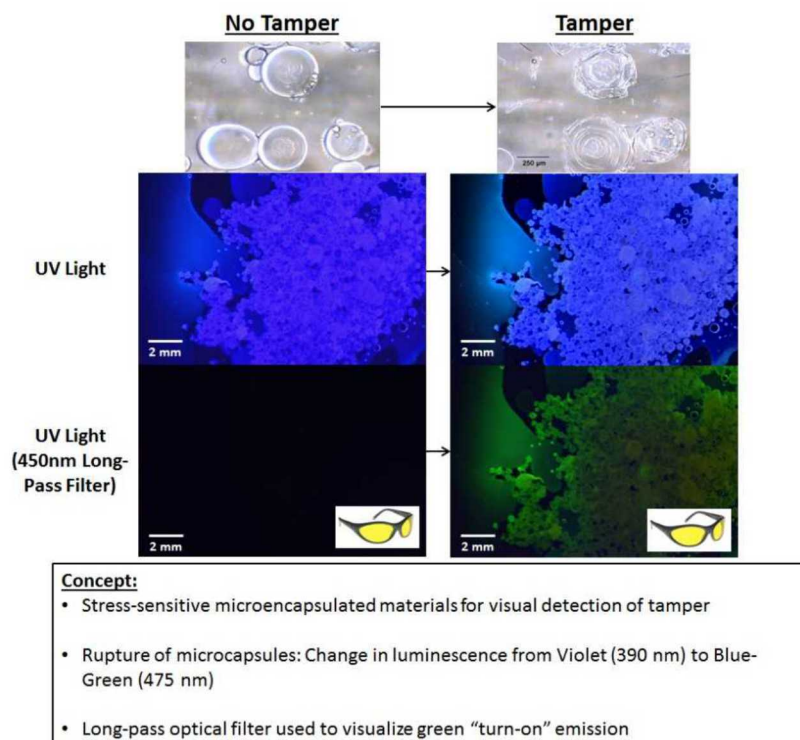 No Tamper
Tamper
250 µm
UV Light
2 mm
2 mm
UV Light
(450nm Long-
Pass Filter)
2 mm
2 mm
Concept:
• Stress-sensitive microencapsulated materials for visual detection of tamper
• Rupture of microcapsules: Change in luminescence from Violet (390 nm) to Blue-
Green (475 nm)
• Long-pass optical filter used to visualize green “turn-on” emission